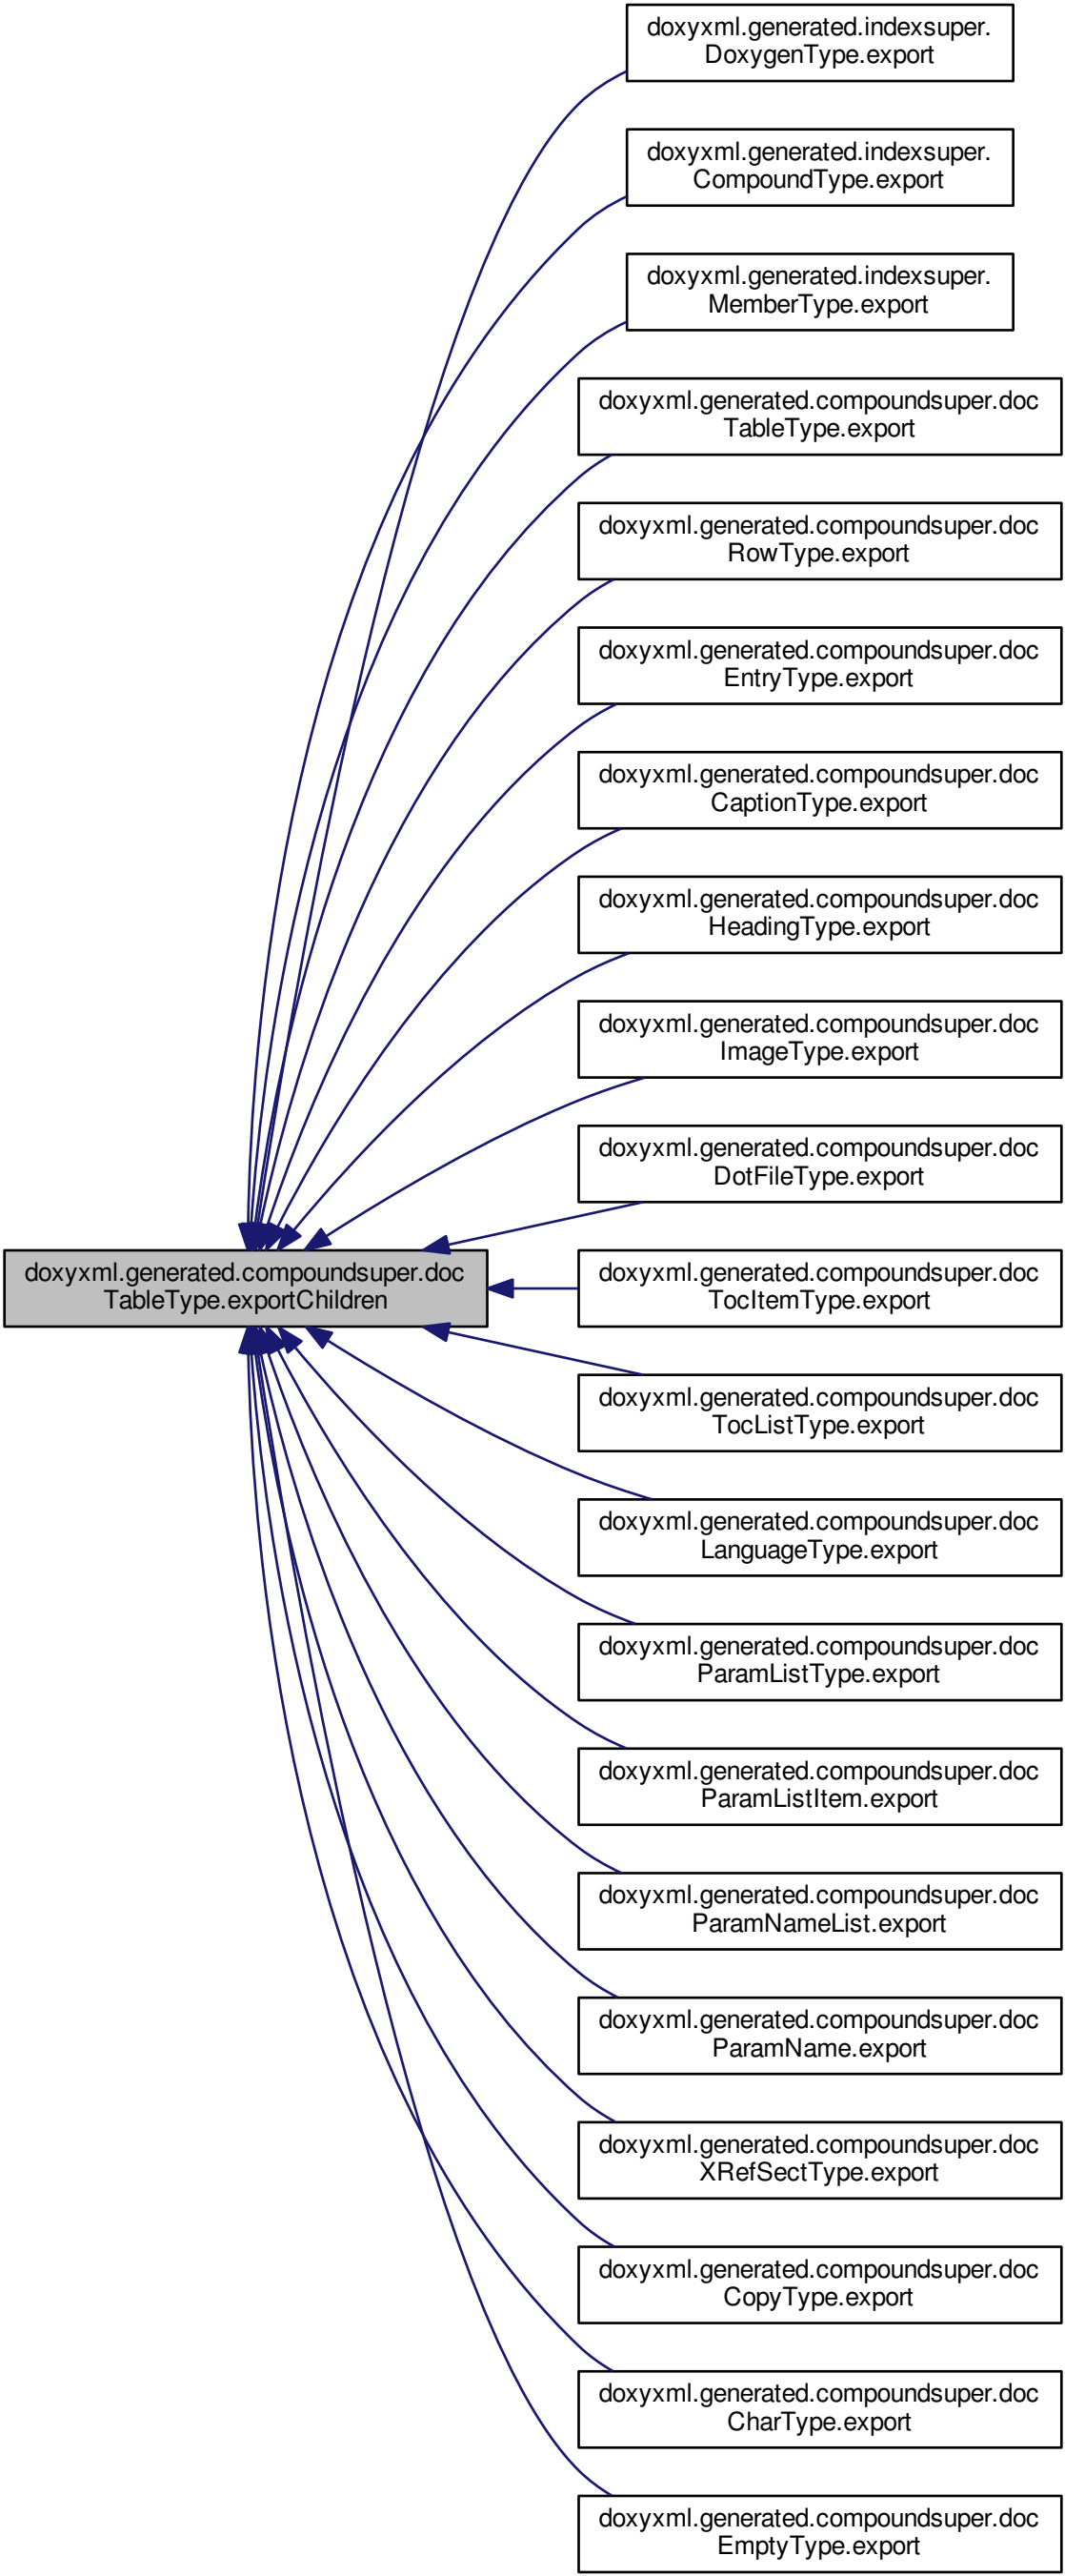 doxyxml.generated.indexsuper.
DoxygenType.export
doxyxml.generated.indexsuper.
CompoundType.export
doxyxml.generated.indexsuper.
MemberType.export
doxyxml.generated.compoundsuper.doc
TableType.export
doxyxml.generated.compoundsuper.doc
RowType.export
doxyxml.generated.compoundsuper.doc
EntryType.export
doxyxml.generated.compoundsuper.doc
CaptionType.export
doxyxml.generated.compoundsuper.doc
HeadingType.export
doxyxml.generated.compoundsuper.doc
ImageType.export
doxyxml.generated.compoundsuper.doc
DotFileType.export
doxyxml.generated.compoundsuper.doc
TableType.exportChildren
doxyxml.generated.compoundsuper.doc
TocItemType.export
doxyxml.generated.compoundsuper.doc
TocListType.export
doxyxml.generated.compoundsuper.doc
LanguageType.export
doxyxml.generated.compoundsuper.doc
ParamListType.export
doxyxml.generated.compoundsuper.doc
ParamListItem.export
doxyxml.generated.compoundsuper.doc
ParamNameList.export
doxyxml.generated.compoundsuper.doc
ParamName.export
doxyxml.generated.compoundsuper.doc
XRefSectType.export
doxyxml.generated.compoundsuper.doc
CopyType.export
doxyxml.generated.compoundsuper.doc
CharType.export
doxyxml.generated.compoundsuper.doc
EmptyType.export